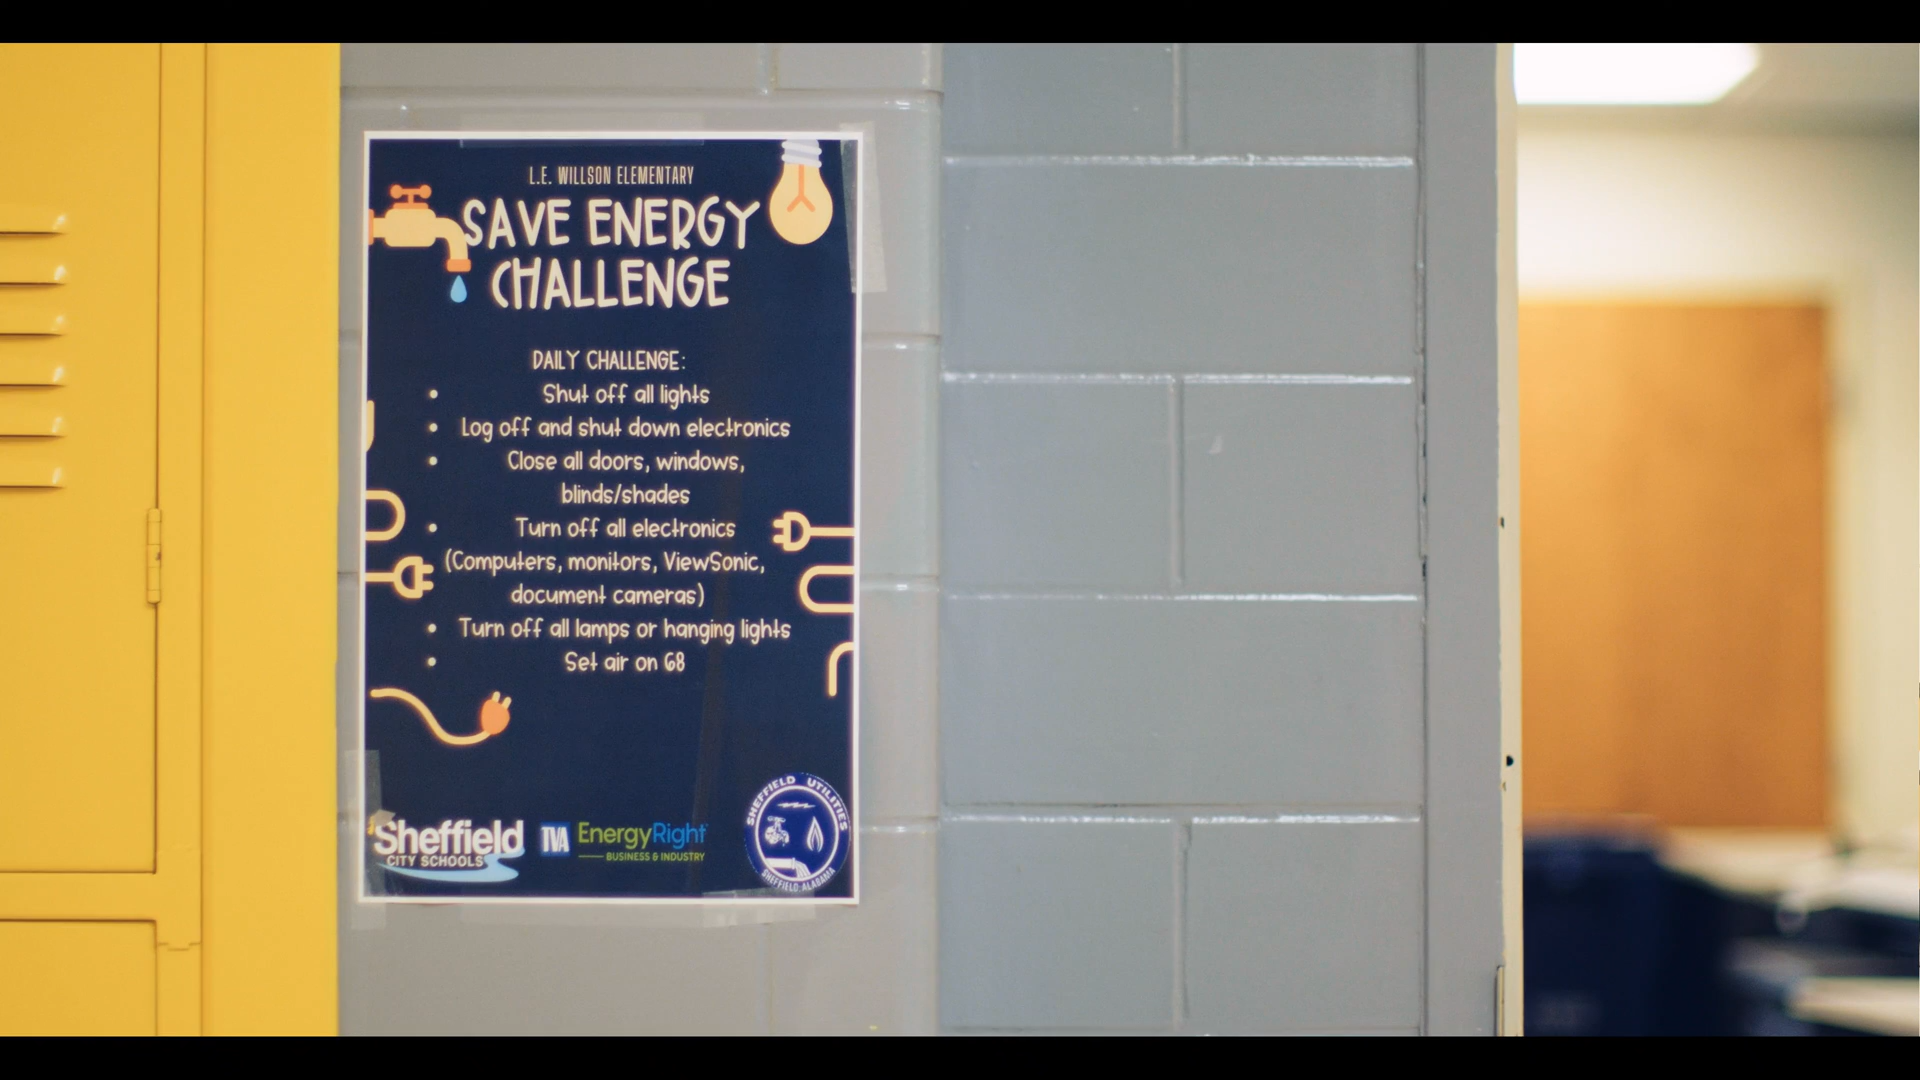 L.E. WILLSON ELEMENTARY
SAVE ENERGY
CHALLENGE
DAILY CHALLENGE:
• Shut off all lights
• Log off and shut down electronics
• Close all doors, windows,
blinds/shades
• Turn off all electronics
(Computers, monitors, ViewSonic,
document cameras)
• Turn off all lamps or hanging lights
• Set air on 68
Sheffield
CITY SCHOOLS
TVA EnergyRight
BUSINESS & INDUSTRY
SHEFFIELD UTILITIES
SHEFFIELD, ALABAMA